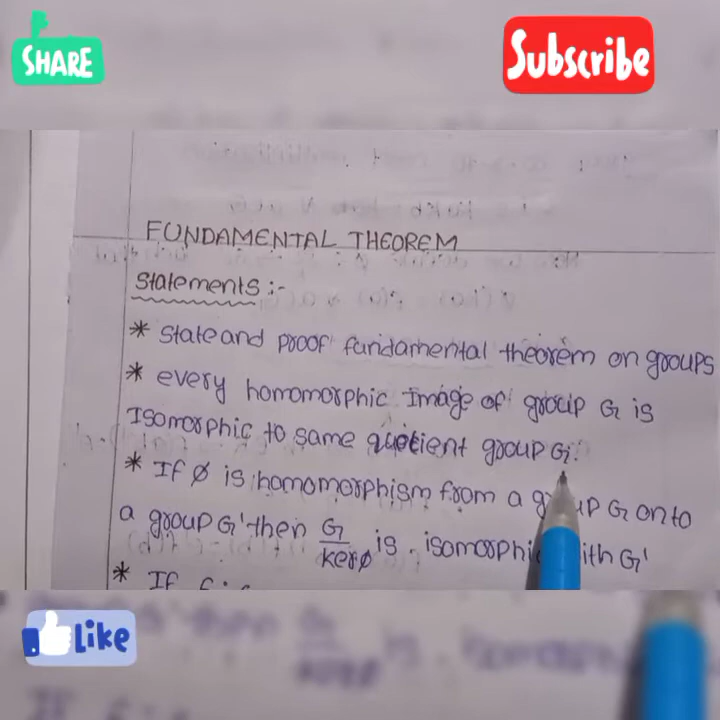 SHARE
Subscribe
FUNDAMENTAL THEOREM
Statements :-
* State and proof fundamental theorem on groups
* every homomorphic Image of group G is
Isomorphic to same quotient group G'.
* If ø is homomorphism from a group G onto
a group G' then G/kerø is isomorphic with G'
* If
Like